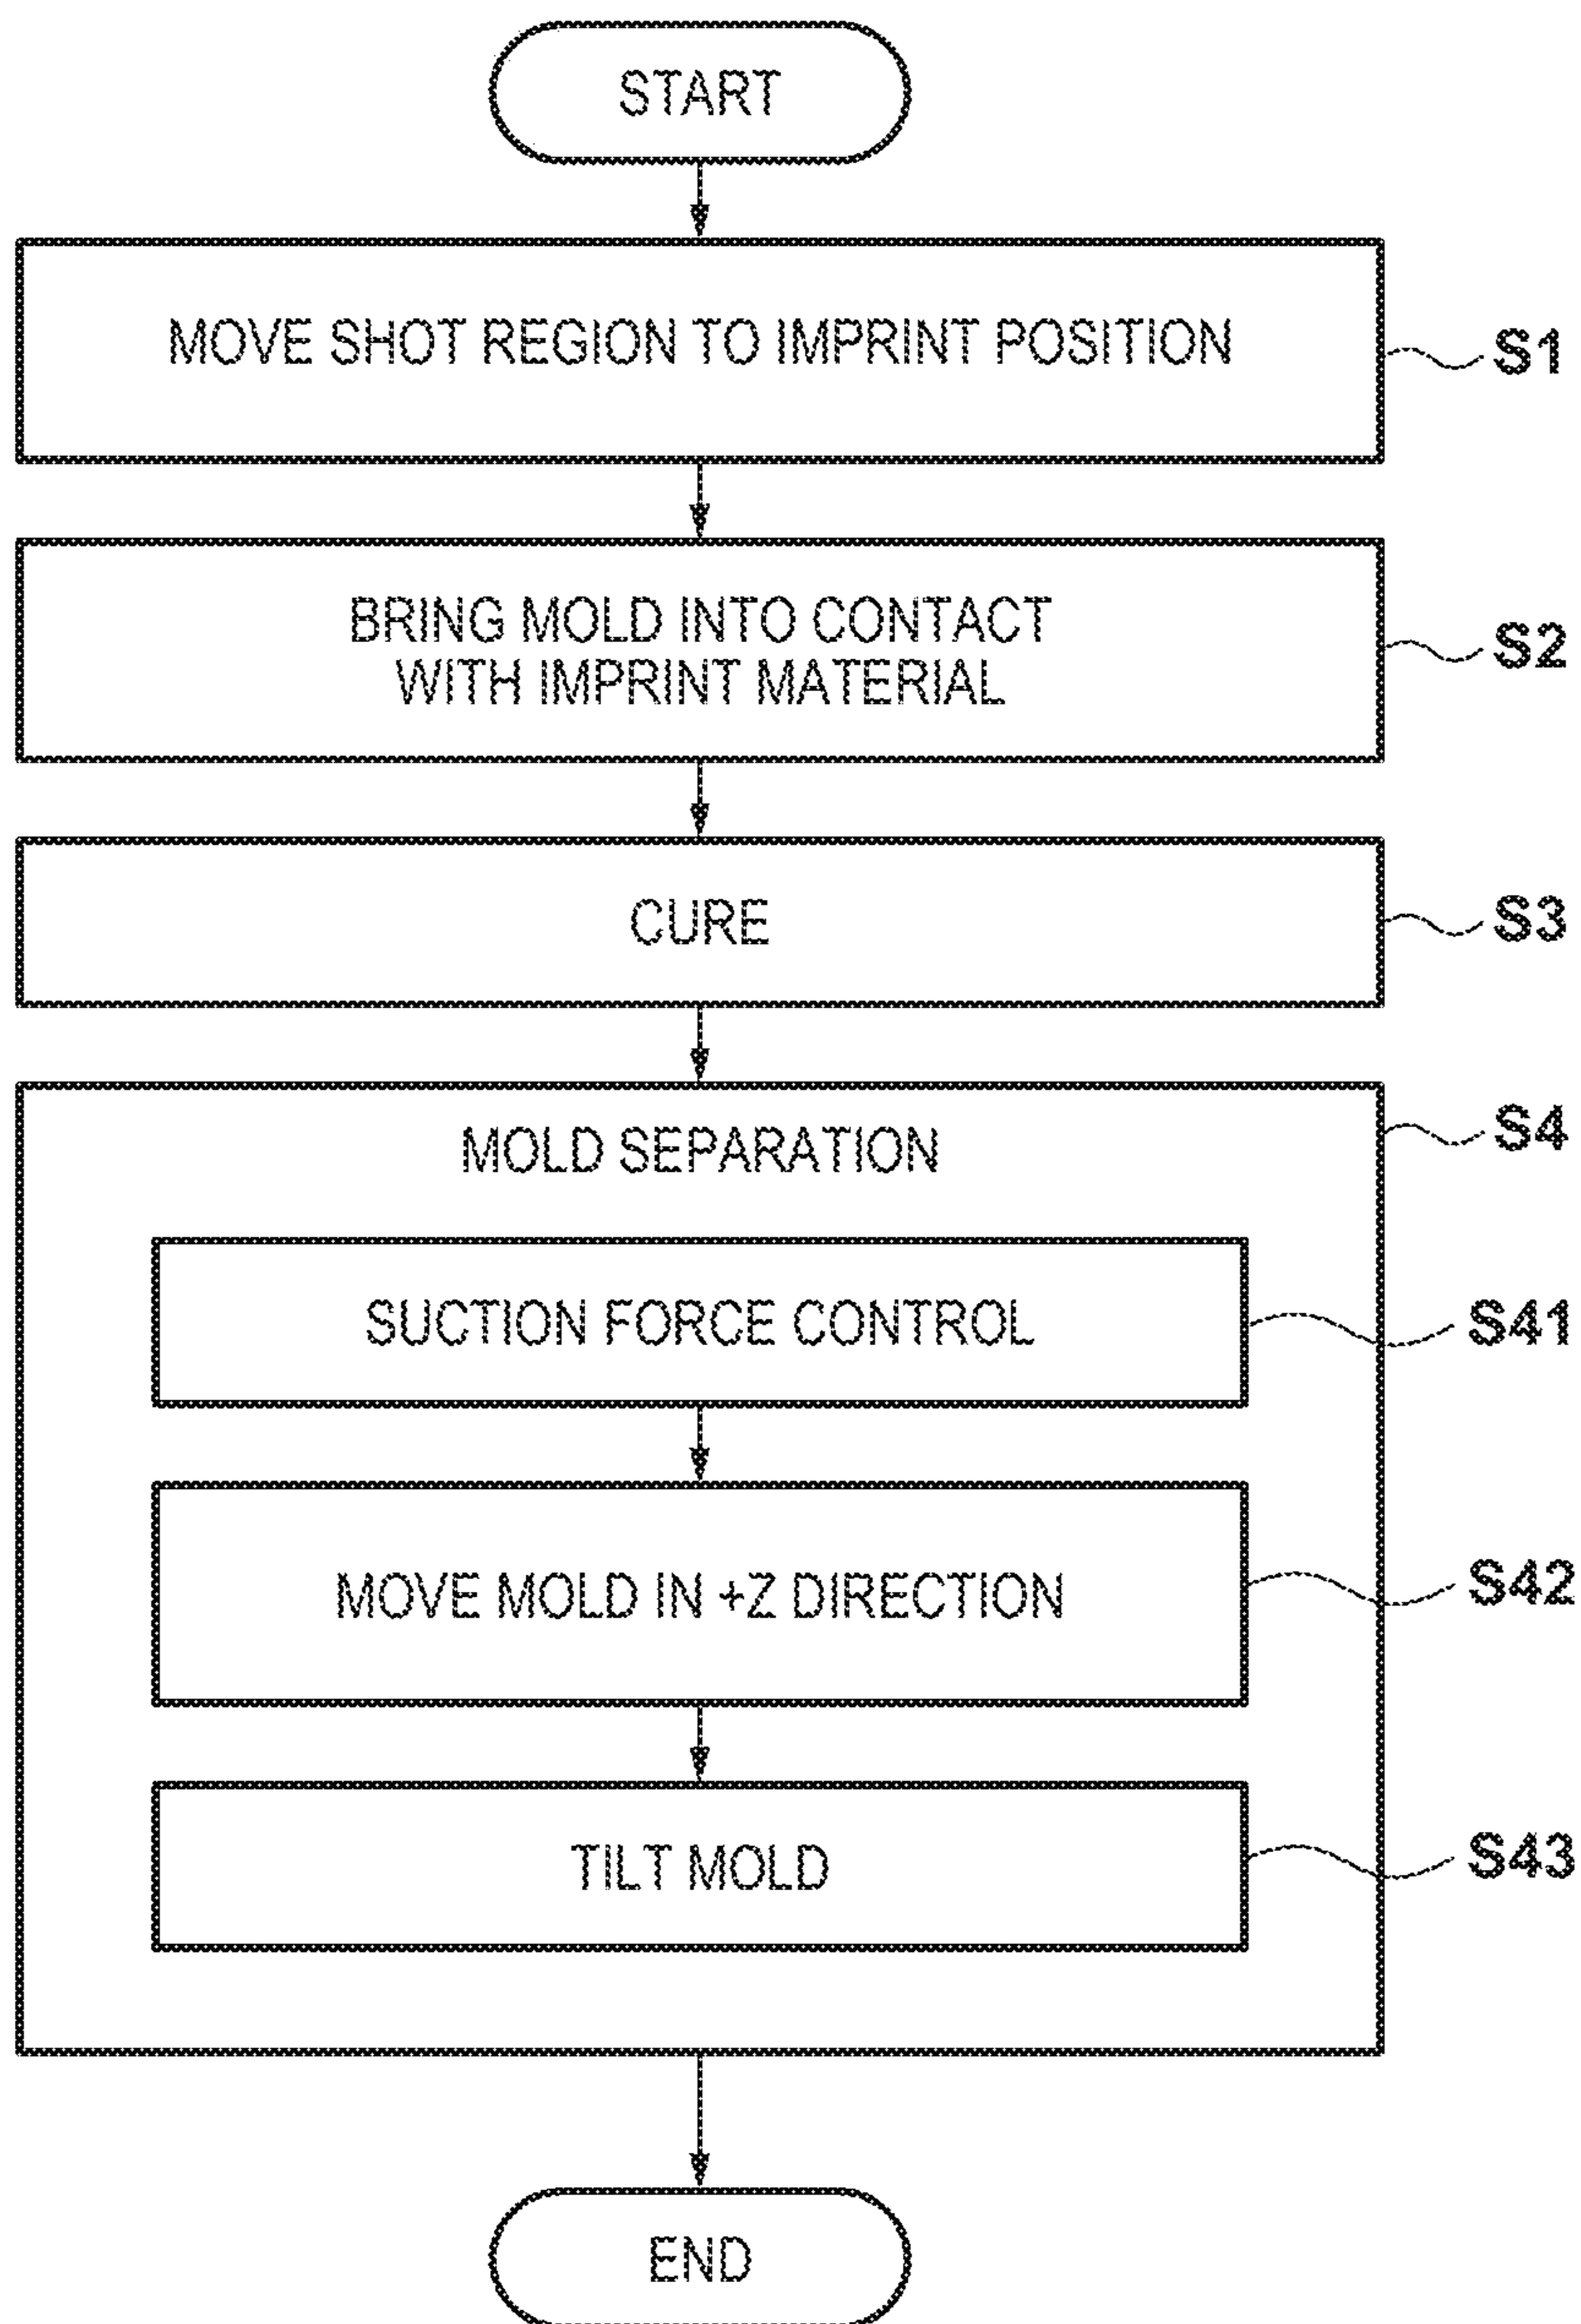 START
MOVE SHOT REGION TO IMPRINT POSITION
S1
BRING MOLD INTO CONTACT
WITH IMPRINT MATERIAL
S2
CURE
S3
MOLD SEPARATION
S4
SUCTION FORCE CONTROL
S41
MOVE MOLD IN +Z DIRECTION
S42
TILT MOLD
S43
END